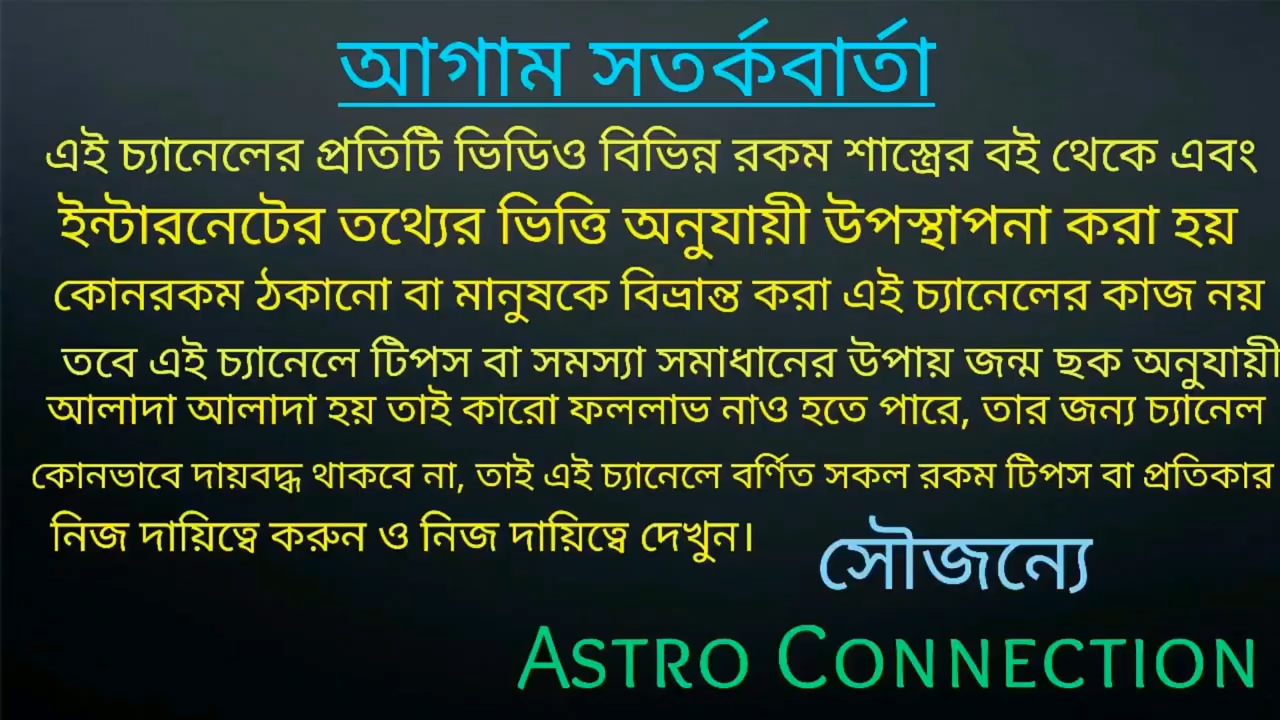 আগাম সতর্কবার্তা
এই চ্যানেলের প্রতিটি ভিডিও বিভিন্ন রকম শাস্ত্রের বই থেকে এবং
ইন্টারনেটের তথ্যের ভিত্তি অনুযায়ী উপস্থাপনা করা হয়
কোনরকম ঠকানো বা মানুষকে বিভ্রান্ত করা এই চ্যানেলের কাজ নয়
তবে এই চ্যানেলে টিপস বা সমস্যা সমাধানের উপায় জন্ম ছক অনুযায়ী
আলাদা আলাদা হয় তাই কারো ফললাভ নাও হতে পারে, তার জন্য চ্যানেল
কোনভাবে দায়বদ্ধ থাকবে না, তাই এই চ্যানেলে বর্ণিত সকল রকম টিপস বা প্রতিকার
নিজ দায়িত্বে করুন ও নিজ দায়িত্বে দেখুন।
সৌজন্যে
ASTRO CONNECTION